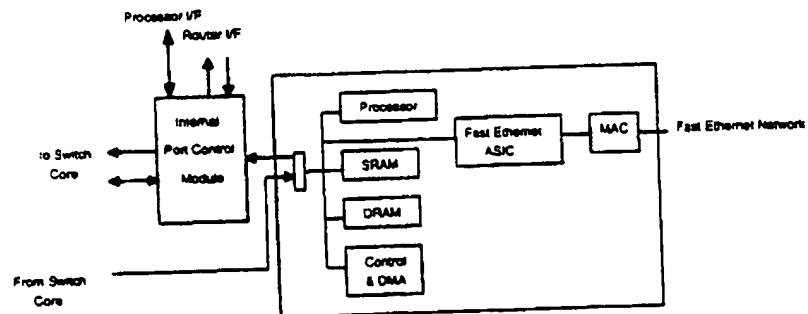 Processor I/F
Router I/F
Internal
Port Control
Module
to Switch
Core
From Switch
Core
Processor
SRAM
DRAM
Control
& DMA
Fast Ethernet
ASIC
MAC
Fast Ethernet Network